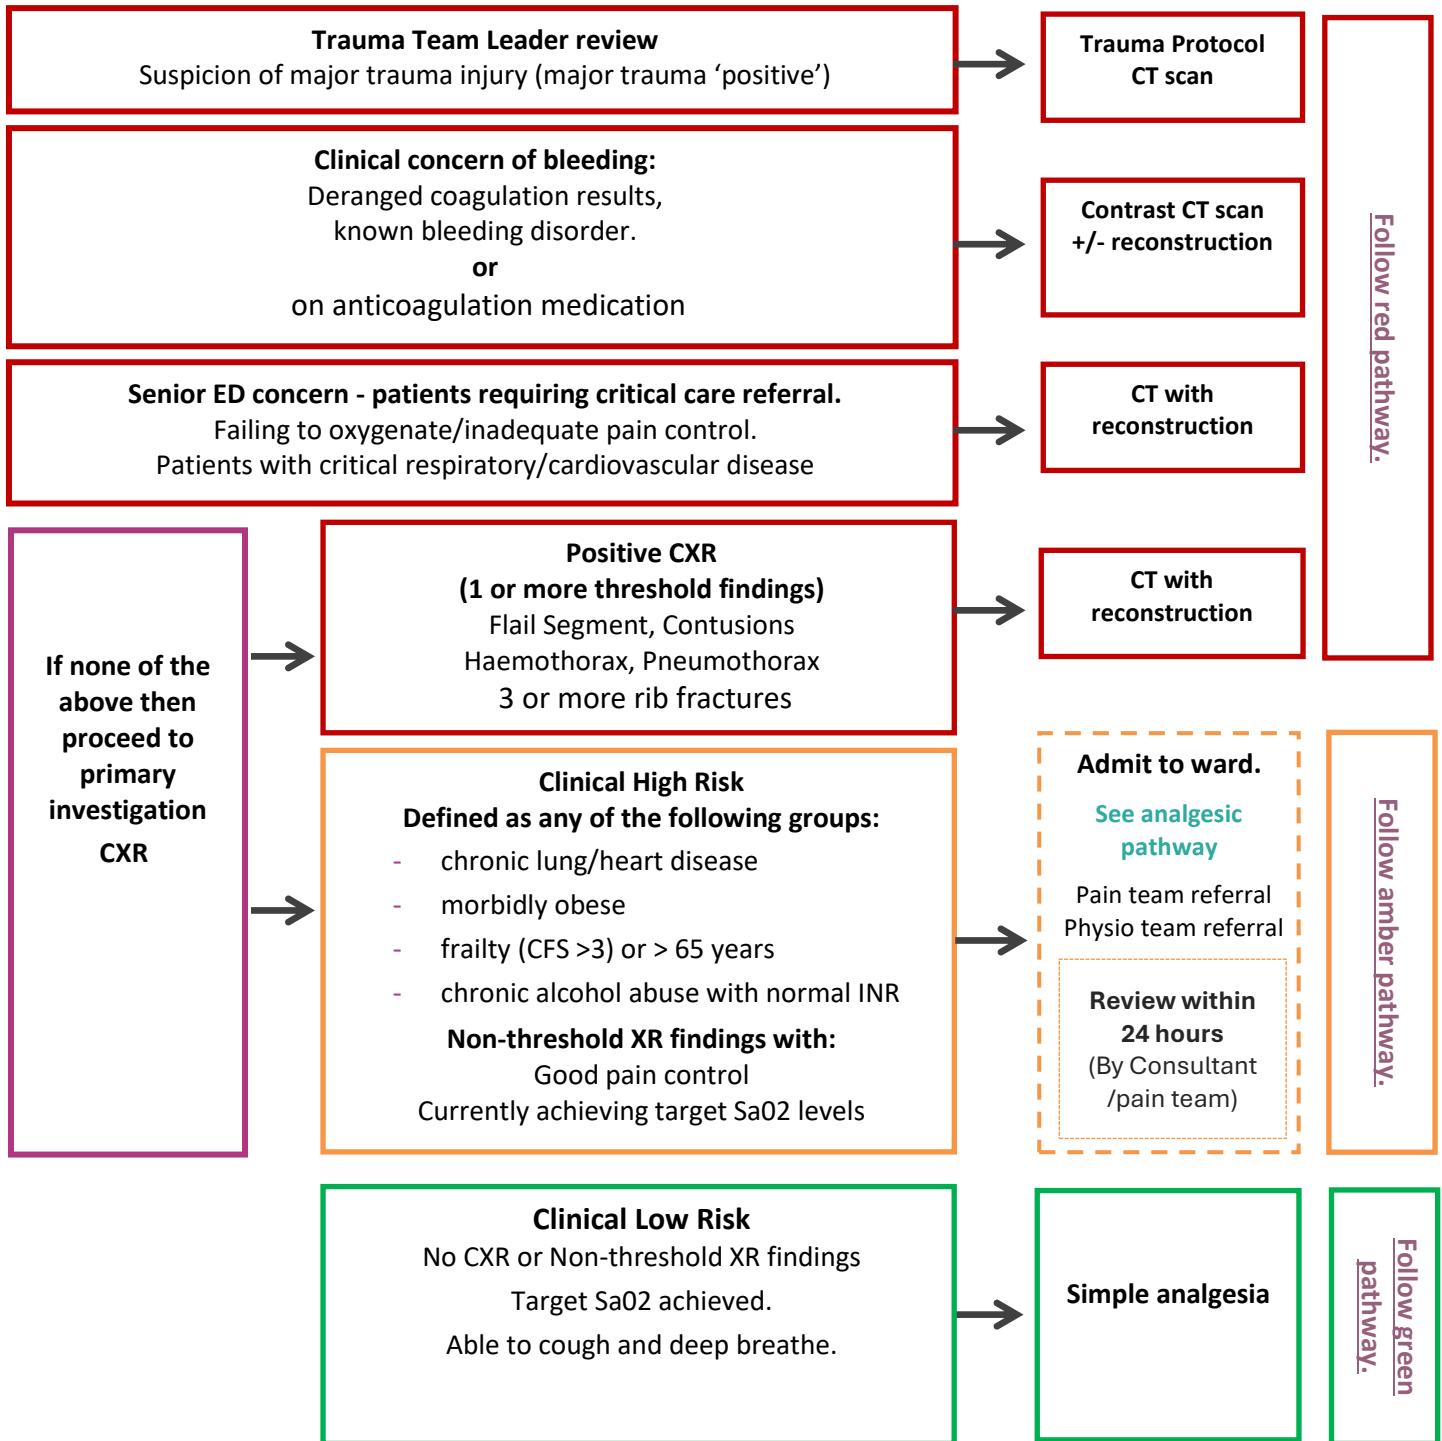 Trauma Team Leader review
Suspicion of major trauma injury (major trauma ‘positive’)
Trauma Protocol
CT scan
Clinical concern of bleeding:
Deranged coagulation results,
known bleeding disorder.
or
on anticoagulation medication
Contrast CT scan
+/- reconstruction
Senior ED concern - patients requiring critical care referral.
Failing to oxygenate/inadequate pain control.
Patients with critical respiratory/cardiovascular disease
CT with
reconstruction
Follow red pathway.
If none of the
above then
proceed to
primary
investigation
CXR
Positive CXR
(1 or more threshold findings)
Flail Segment, Contusions
Haemothorax, Pneumothorax
3 or more rib fractures
CT with
reconstruction
Clinical High Risk
Defined as any of the following groups:
- chronic lung/heart disease
- morbidly obese
- frailty (CFS >3) or > 65 years
- chronic alcohol abuse with normal INR
Non-threshold XR findings with:
Good pain control
Currently achieving target Sa02 levels
Admit to ward.
See analgesic
pathway
Pain team referral
Physio team referral
Review within
24 hours
(By Consultant
/pain team)
Follow amber pathway.
Clinical Low Risk
No CXR or Non-threshold XR findings
Target Sa02 achieved.
Able to cough and deep breathe.
Simple analgesia
Follow green
pathway.